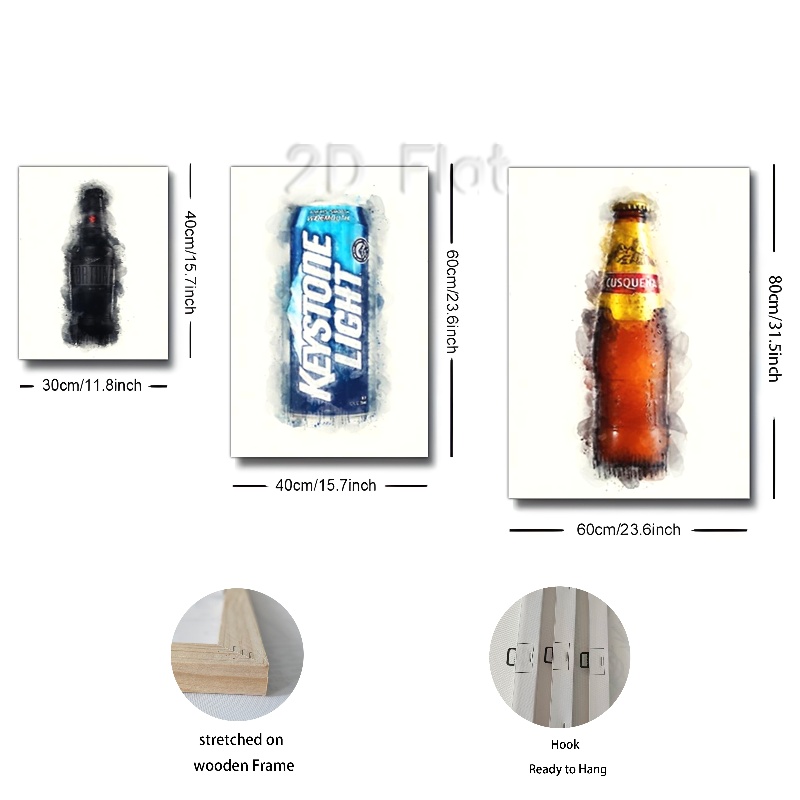 2D Flat
40cm/15.7inch
30cm/11.8inch
KEYSTONE
LIGHT
60cm/23.6inch
40cm/15.7inch
CUSQUEÑA
80cm/31.5inch
60cm/23.6inch
stretched on
wooden Frame
Hook
Ready to Hang